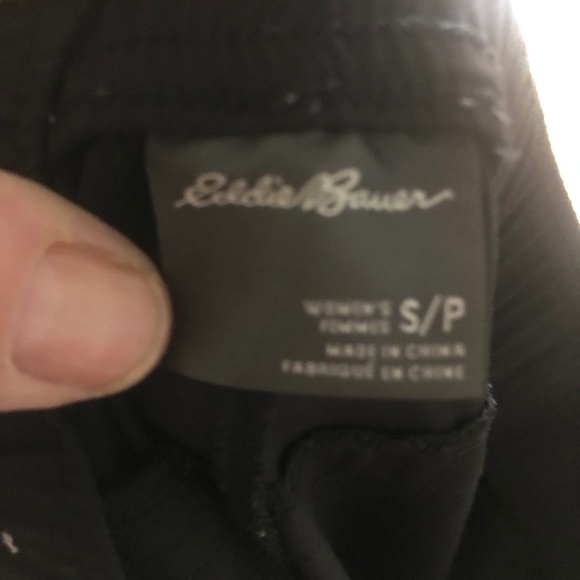 Eddie Bauer
WOMEN'S
FEMMES S/P
MADE IN CHINA
FABRIQUÉ EN CHINE